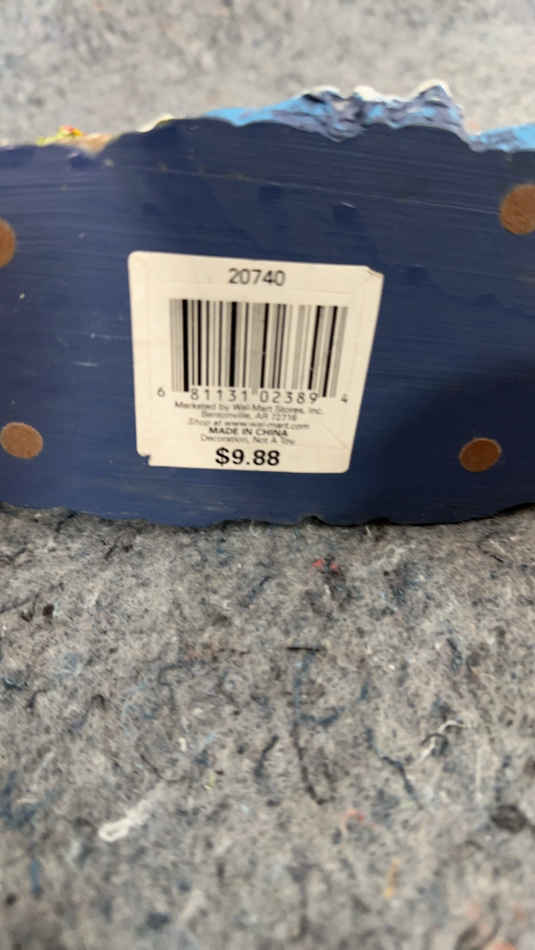 20740
6 81131 02389 4
Marketed by Wal-Mart Stores, Inc.
Bentonville, AR 72716
Shop at www.wal-mart.com
MADE IN CHINA
Decoration, Not A Toy.
$9.88